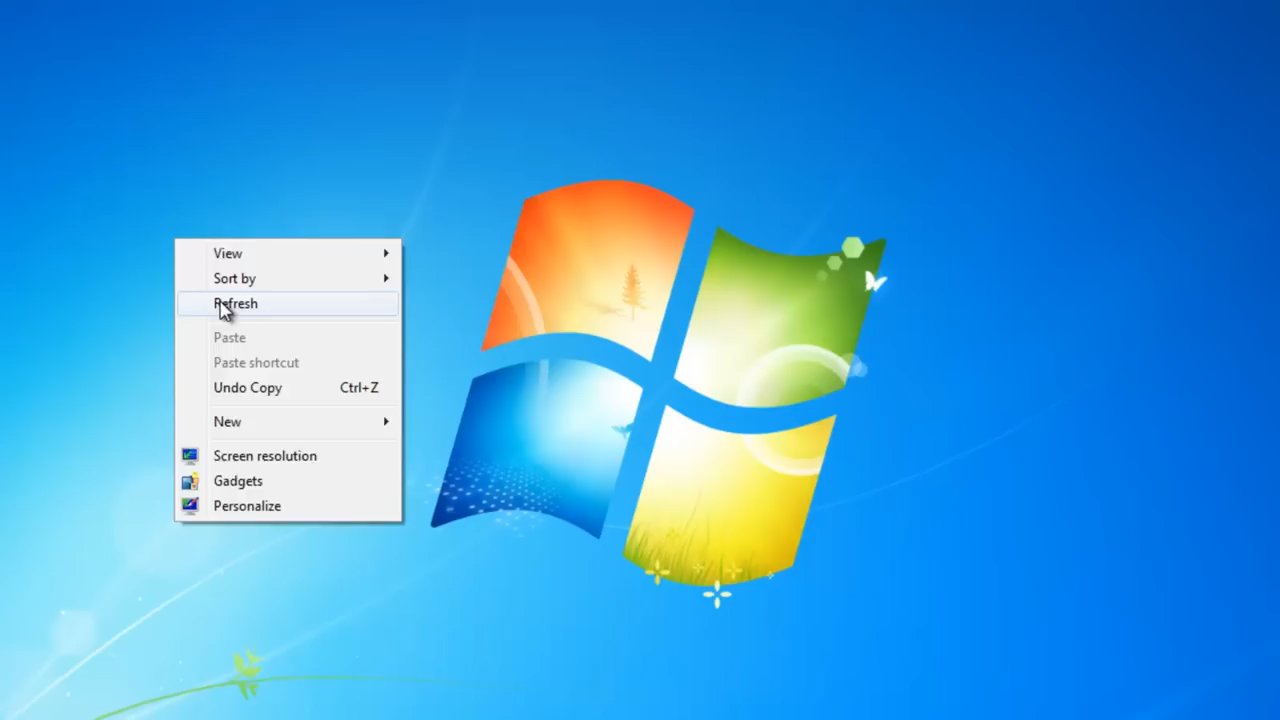 View
Sort by
Refresh
Paste
Paste shortcut
Undo Copy Ctrl+Z
New
Screen resolution
Gadgets
Personalize